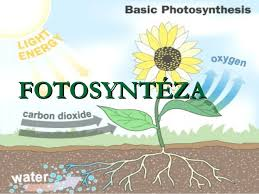 Basic Photosynthesis
LIGHT
ENERGY
oxygen
FOTOSYNTÉZA
carbon dioxide
water